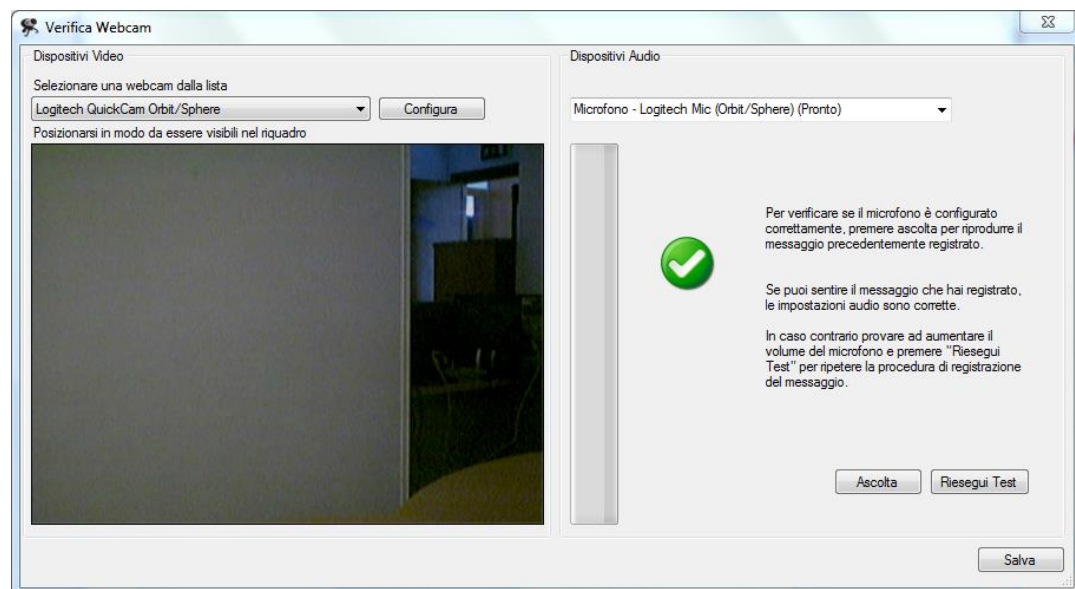 Verifica Webcam
Dispositivi Video
Selezionare una webcam dalla lista
Logitech QuickCam Orbit/Sphere
Configura
Posizionarsi in modo da essere visibili nel riquadro
Dispositivi Audio
Microfono - Logitech Mic (Orbit/Sphere) (Pronto)
Per verificare se il microfono è configurato
correttamente, premere ascolta per riprodurre il
messaggio precedentemente registrato.
Se puoi sentire il messaggio che hai registrato,
le impostazioni audio sono corrette.
In caso contrario provare ad aumentare il
volume del microfono e premere "Riesegui
Test" per ripetere la procedura di registrazione
del messaggio.
Ascolta
Riesegui Test
Salva